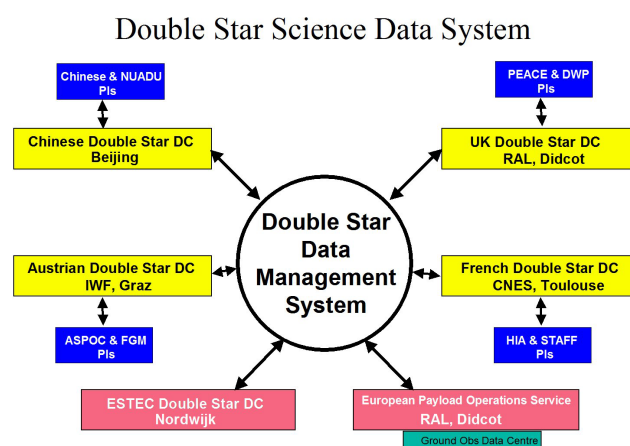 Double Star Science Data System
Chinese & NUADU
PIs
PEACE & DWP
PIs
Chinese Double Star DC
Beijing
UK Double Star DC
RAL, Didcot
Double Star
Data
Management
System
Austrian Double Star DC
IWF, Graz
French Double Star DC
CNES, Toulouse
ASPOC & FGM
PIs
HIA & STAFF
PIs
ESTEC Double Star DC
Nordwijk
European Payload Operations Service
RAL, Didcot
Ground Obs Data Centre